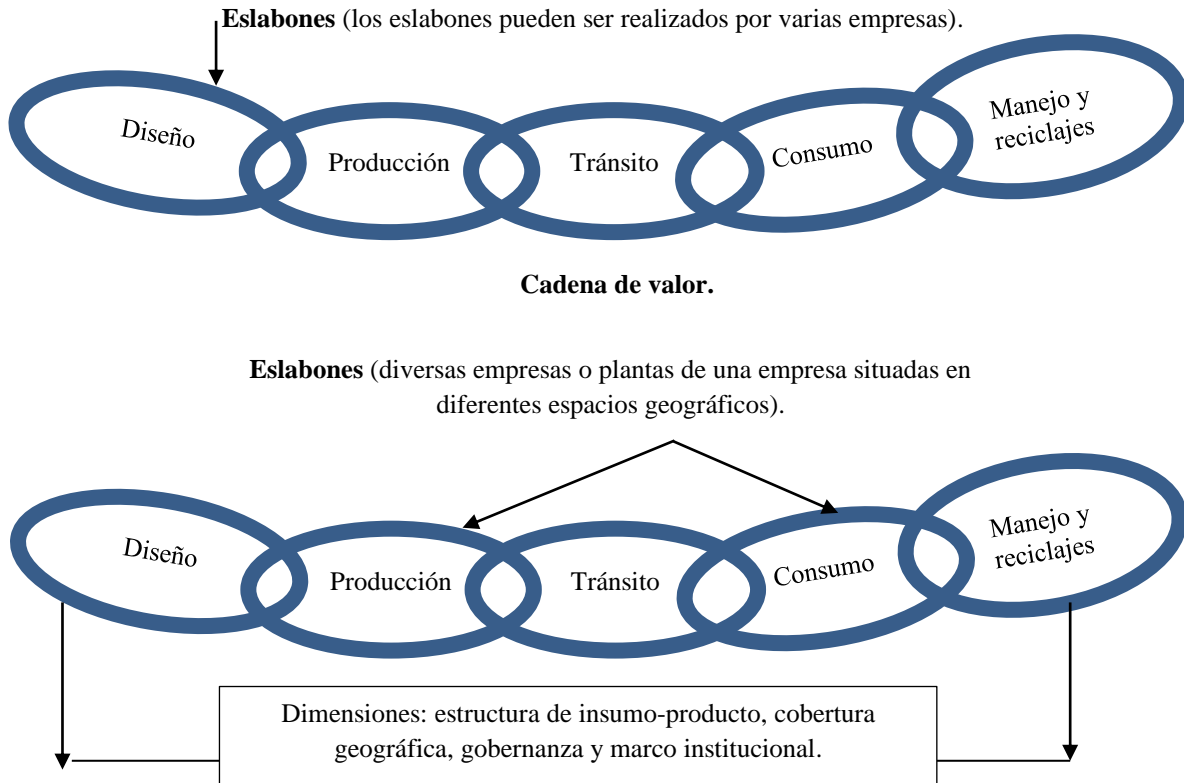 Eslabones (los eslabones pueden ser realizados por varias empresas).
Diseño
Producción
Tránsito
Consumo
Manejo y
reciclajes
Cadena de valor.
Eslabones (diversas empresas o plantas de una empresa situadas en
diferentes espacios geográficos).
Diseño
Producción
Tránsito
Consumo
Manejo y
reciclajes
Dimensiones: estructura de insumo-producto, cobertura
geográfica, gobernanza y marco institucional.